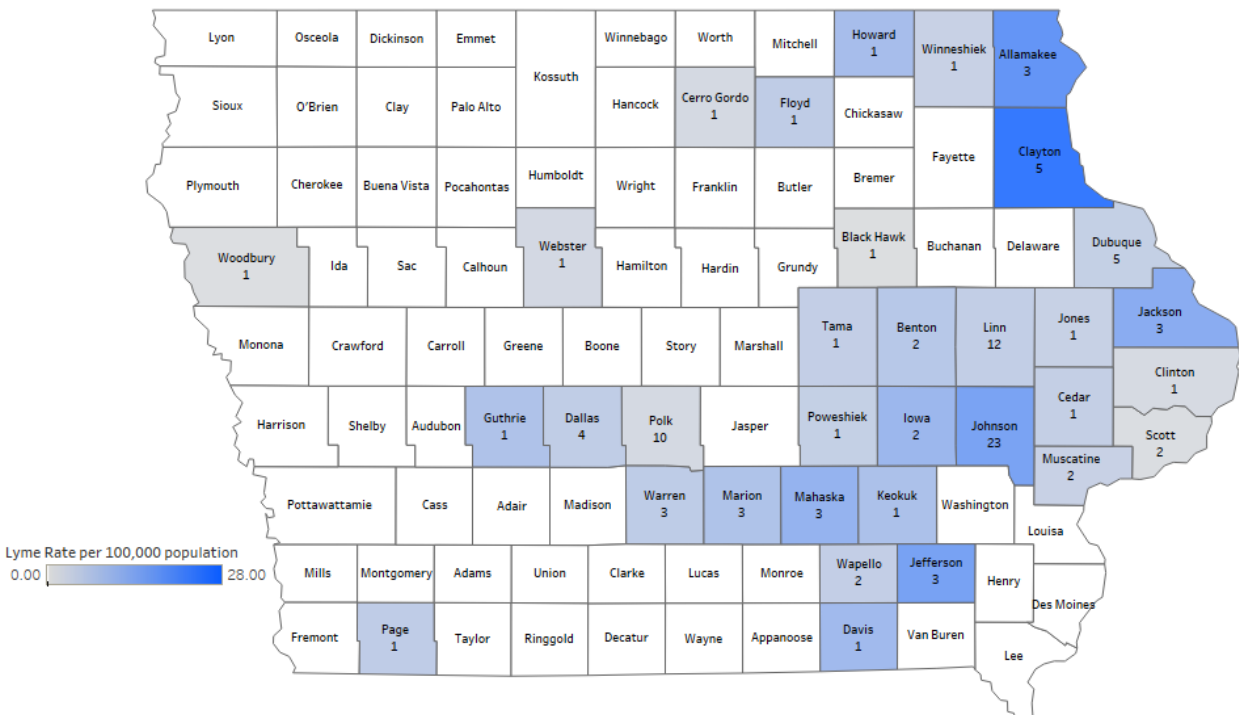 Lyon
Osceola
Dickinson
Emmet
Winnebago
Worth
Mitchell
Howard
1
Winneshiek
1
Allamakee
3
Kossuth
Sioux
O'Brien
Clay
Palo Alto
Hancock
Cerro Gordo
1
Floyd
1
Chickasaw
Fayette
Clayton
5
Plymouth
Cherokee
Buena Vista
Pocahontas
Humboldt
Wright
Franklin
Butler
Bremer
Woodbury
1
Ida
Sac
Calhoun
Webster
1
Hamilton
Hardin
Grundy
Black Hawk
1
Buchanan
Delaware
Dubuque
5
Monona
Crawford
Carroll
Greene
Boone
Story
Marshall
Tama
1
Benton
2
Linn
12
Jones
1
Jackson
3
Clinton
1
Harrison
Shelby
Audubon
Guthrie
1
Dallas
4
Polk
10
Jasper
Poweshiek
1
Iowa
2
Johnson
23
Cedar
1
Scott
2
Muscatine
2
Pottawattamie
Cass
Adair
Madison
Warren
3
Marion
3
Mahaska
3
Keokuk
1
Washington
Louisa
Lyme Rate per 100,000 population
0.00
28.00
Mills
Montgomery
Adams
Union
Clarke
Lucas
Monroe
Wapello
2
Jefferson
3
Henry
Des Moines
Fremont
Page
1
Taylor
Ringgold
Decatur
Wayne
Appanoose
Davis
1
Van Buren
Lee